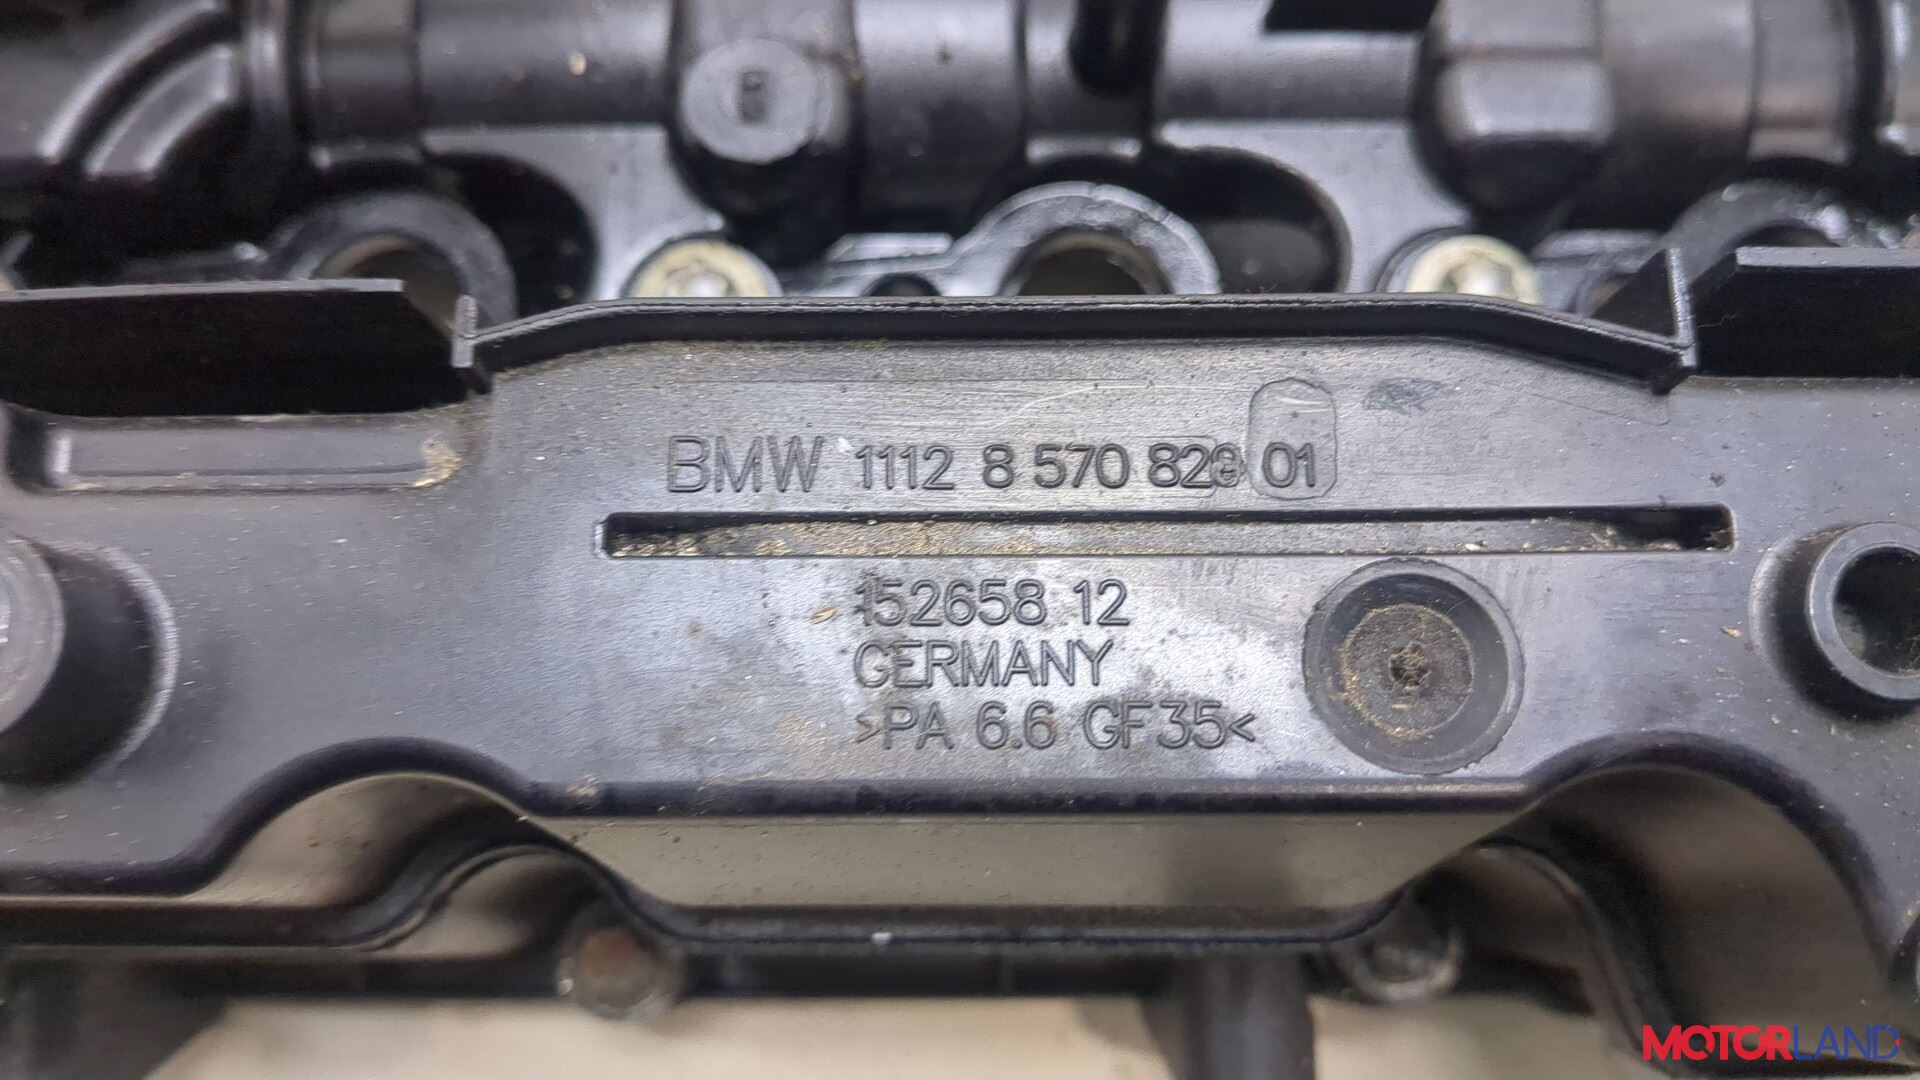 BMW 1112 8 570 828 01
152658 12
GERMANY
>PA 6.6 GF35<
MOTORLAND